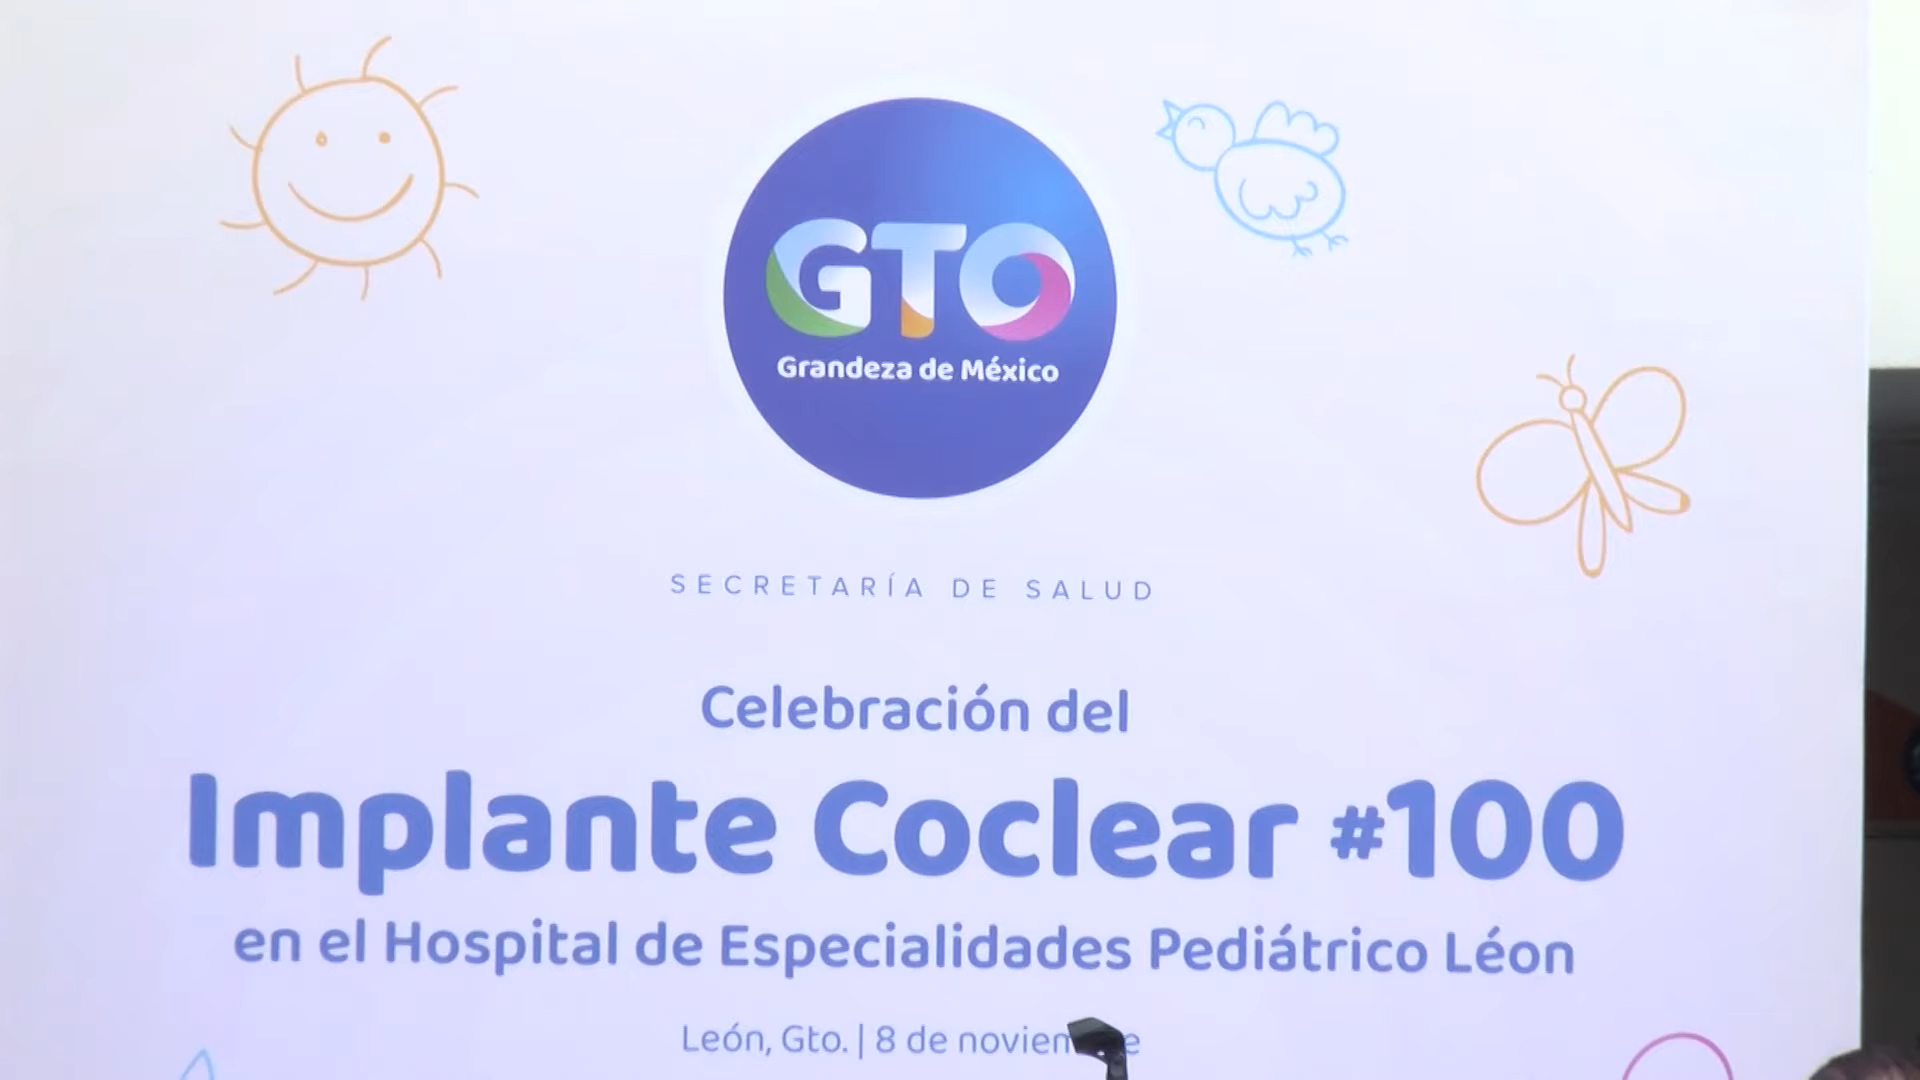 GTO
Grandeza de México
SECRETARÍA DE SALUD
Celebración del
Implante Coclear #100
en el Hospital de Especialidades Pediátrico Léon
León, Gto. | 8 de